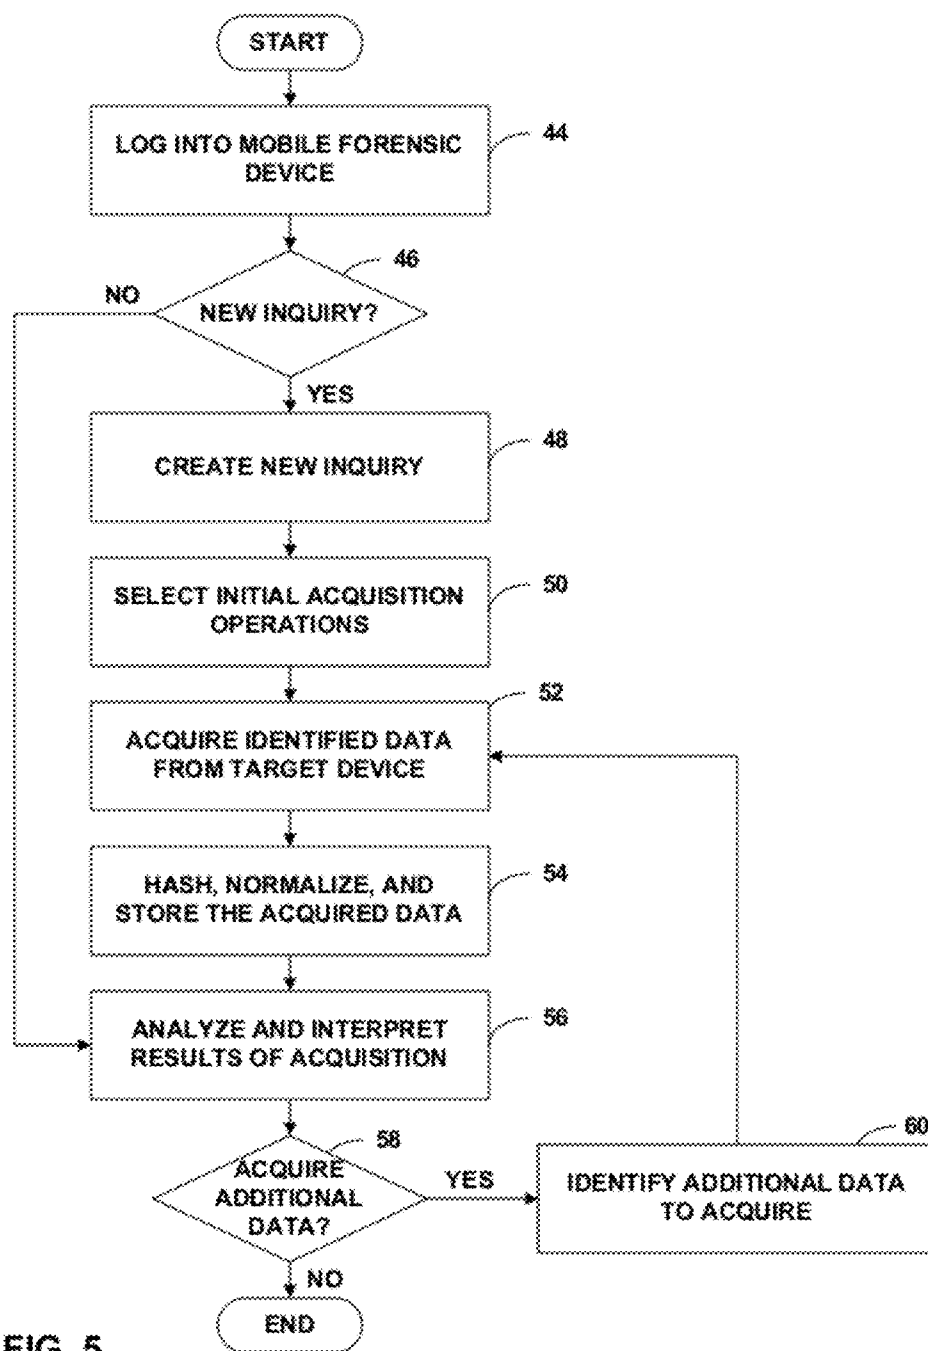 START
LOG INTO MOBILE FORENSIC
DEVICE
44
46
NO
NEW INQUIRY?
YES
CREATE NEW INQUIRY
48
SELECT INITIAL ACQUISITION
OPERATIONS
50
52
ACQUIRE IDENTIFIED DATA
FROM TARGET DEVICE
HASH, NORMALIZE, AND
STORE THE ACQUIRED DATA
54
ANALYZE AND INTERPRET
RESULTS OF ACQUISITION
56
58
ACQUIRE
ADDITIONAL
DATA?
YES
60
IDENTIFY ADDITIONAL DATA
TO ACQUIRE
NO
END
FIG. 5